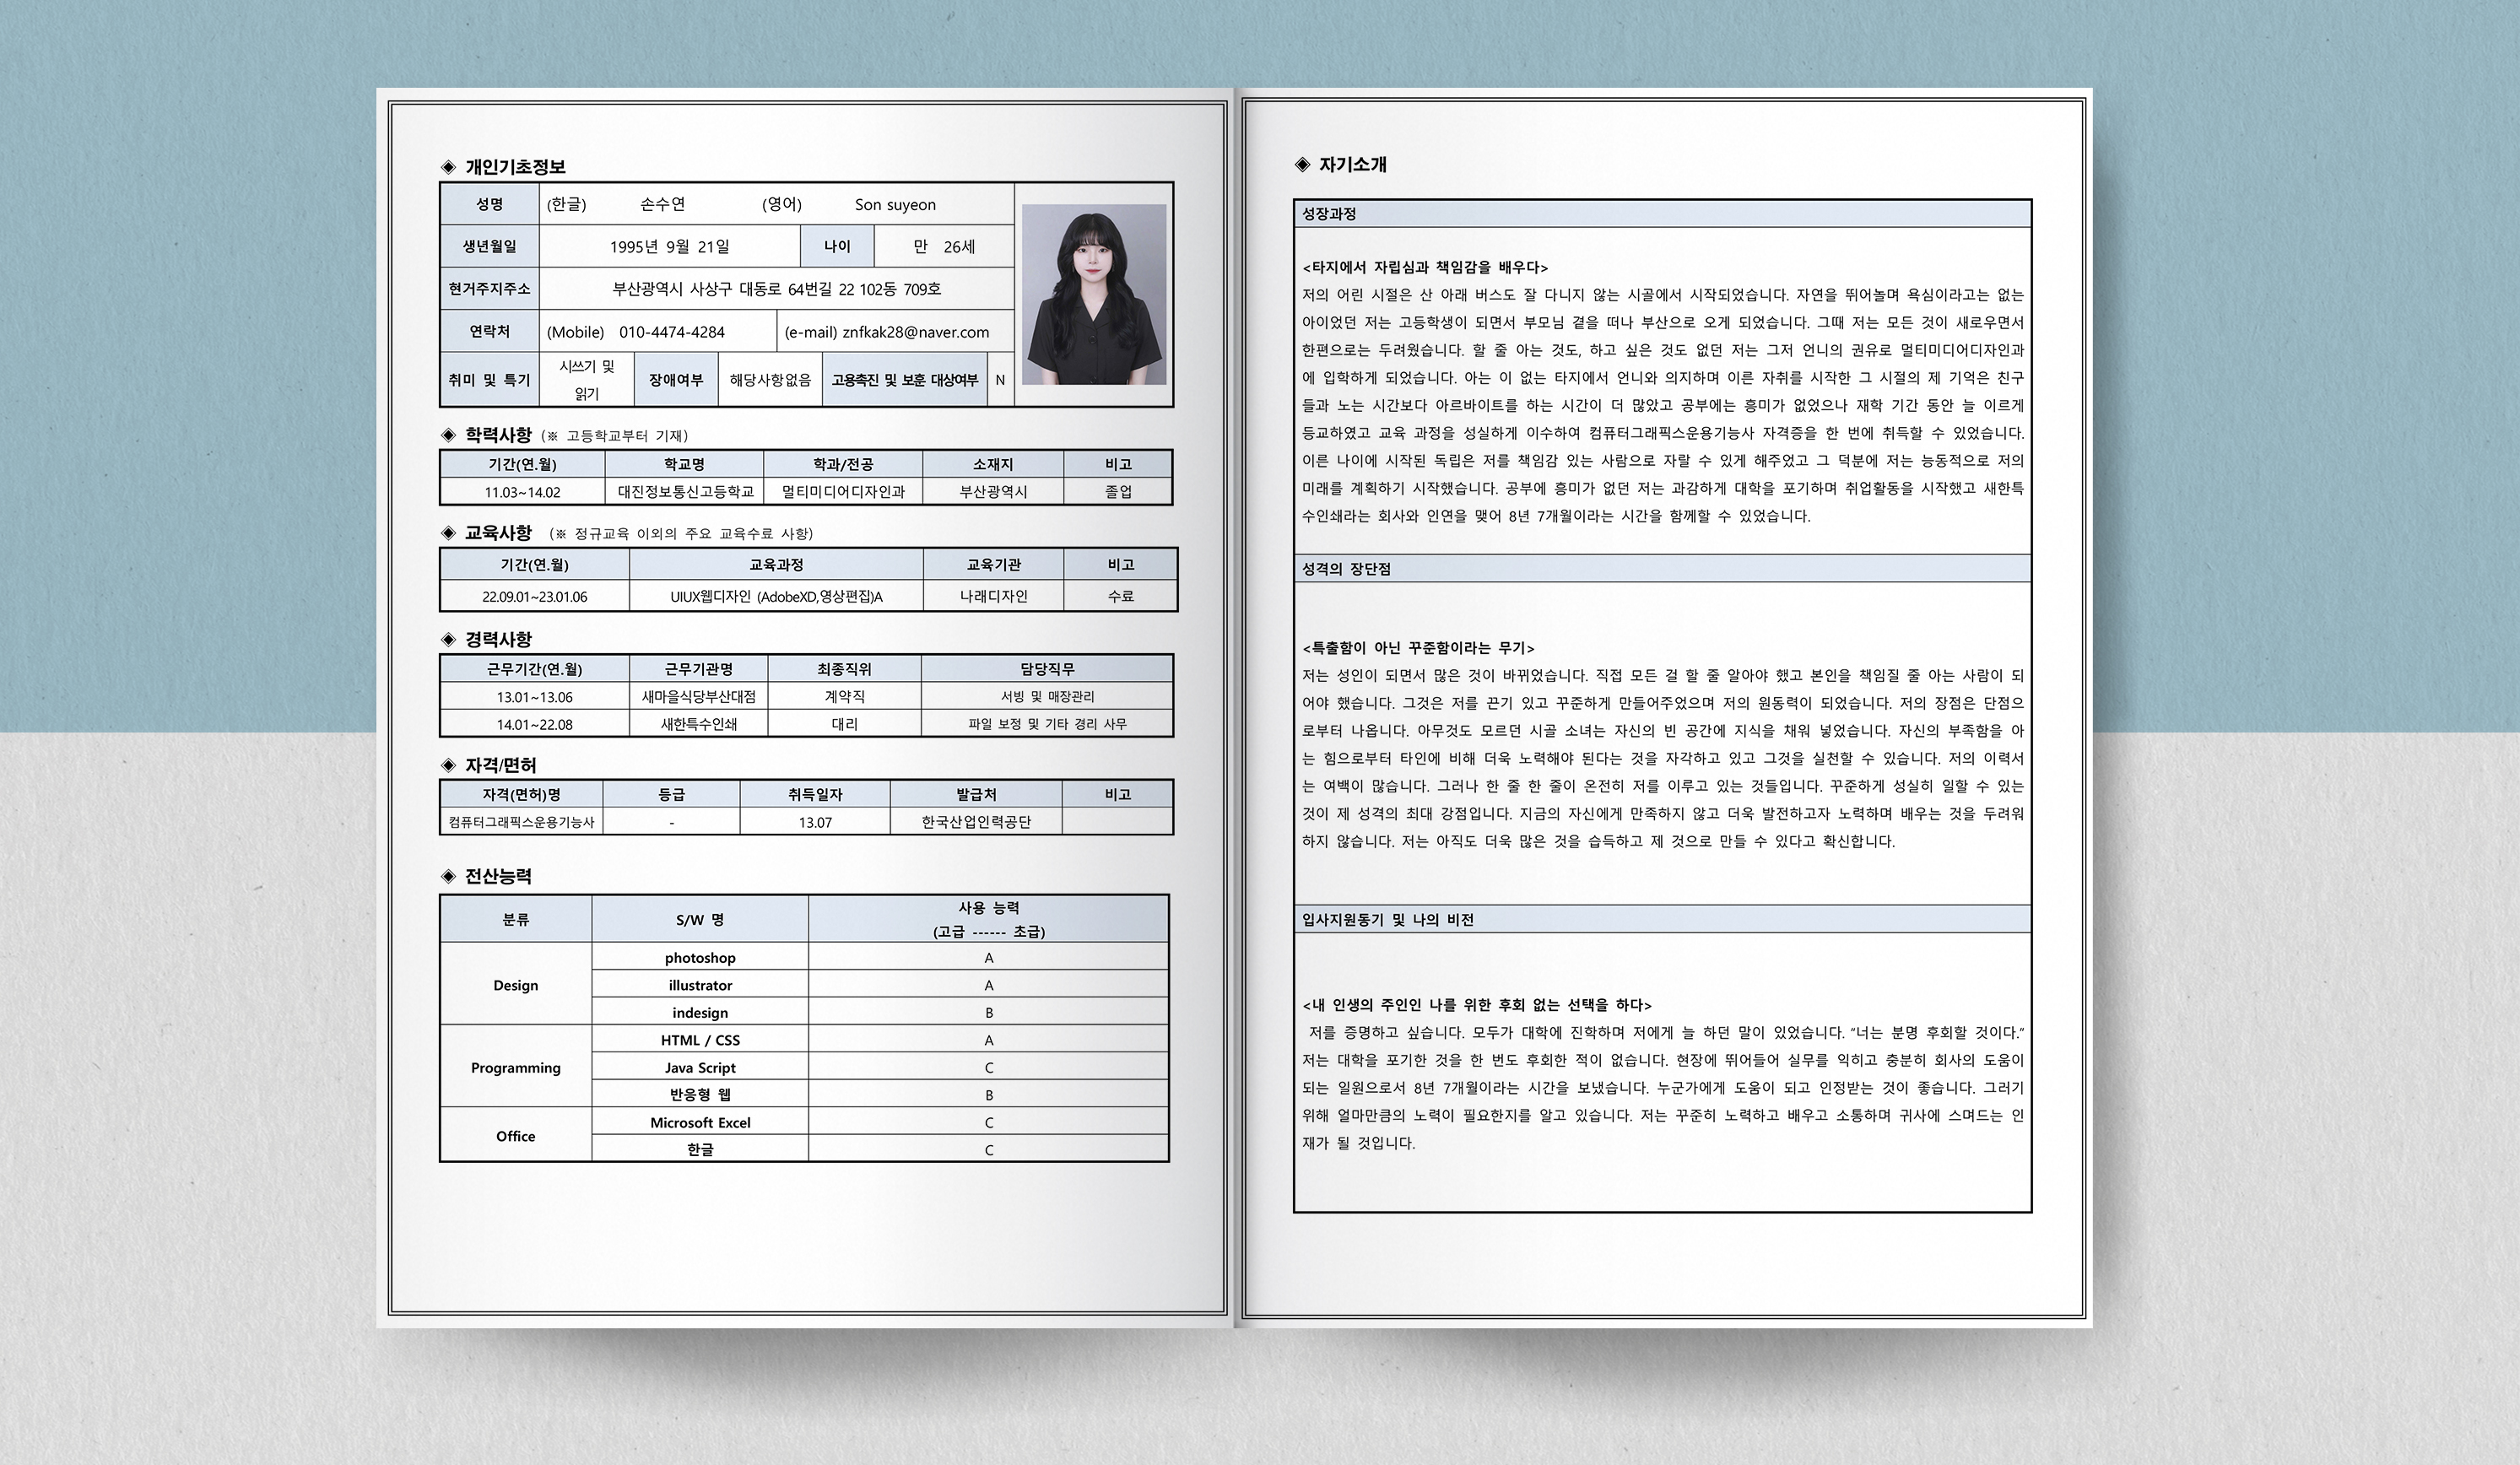 ◈ 개인기초정보
성명 (한글) 손수연 (영어) Son suyeon
생년월일 1995년 9월 21일 나이 만 26세
현거주지주소 부산광역시 사상구 대동로 64번길 22 102동 709호
연락처 (Mobile) 010-4474-4284 (e-mail) znfkak28@naver.com
취미 및 특기 시쓰기 및 읽기 장애여부 해당사항없음 고용촉진 및 보훈 대상여부 N
◈ 학력사항 (※ 고등학교부터 기재)
기간(연.월) 학교명 학과/전공 소재지 비고
11.03~14.02 대진정보통신고등학교 멀티미디어디자인과 부산광역시 졸업
◈ 교육사항 (※ 정규교육 이외의 주요 교육수료 사항)
기간(연.월) 교육과정 교육기관 비고
22.09.01~23.01.06 UIUX웹디자인 (AdobeXD,영상편집)A 나래디자인 수료
◈ 경력사항
근무기간(연.월) 근무기관명 최종직위 담당직무
13.01~13.06 새마을식당부산대점 계약직 서빙 및 매장관리
14.01~22.08 새한특수인쇄 대리 파일 보정 및 기타 경리 사무
◈ 자격/면허
자격(면허)명 등급 취득일자 발급처 비고
컴퓨터그래픽스운용기능사 - 13.07 한국산업인력공단
◈ 전산능력
분류 S/W 명 사용 능력
(고급 ------ 초급)
Design photoshop A
illustrator A
indesign B
Programming HTML / CSS A
Java Script C
반응형 웹 B
Office Microsoft Excel C
한글 C
◈ 자기소개
성장과정
<타지에서 자립심과 책임감을 배우다>
저의 어린 시절은 산 아래 버스도 잘 다니지 않는 시골에서 시작되었습니다. 자연을 뛰어놀며 욕심이라고는 없는
아이었던 저는 고등학생이 되면서 부모님 곁을 떠나 부산으로 오게 되었습니다. 그때 저는 모든 것이 새로우면서
한편으로는 두려웠습니다. 할 줄 아는 것도, 하고 싶은 것도 없던 저는 그저 언니의 권유로 멀티미디어디자인과
에 입학하게 되었습니다. 아는 이 없는 타지에서 언니와 의지하며 이른 자취를 시작한 그 시절의 제 기억은 친구
들과 노는 시간보다 아르바이트를 하는 시간이 더 많았고 공부에는 흥미가 없었으나 재학 기간 동안 늘 이르게
등교하였고 교육 과정을 성실하게 이수하여 컴퓨터그래픽스운용기능사 자격증을 한 번에 취득할 수 있었습니다.
이른 나이에 시작된 독립은 저를 책임감 있는 사람으로 자랄 수 있게 해주었고 그 덕분에 저는 능동적으로 저의
미래를 계획하기 시작했습니다. 공부에 흥미가 없던 저는 과감하게 대학을 포기하며 취업활동을 시작했고 새한특
수인쇄라는 회사와 인연을 맺어 8년 7개월이라는 시간을 함께할 수 있었습니다.
성격의 장단점
<특출함이 아닌 꾸준함이라는 무기>
저는 성인이 되면서 많은 것이 바뀌었습니다. 직접 모든 걸 할 줄 알아야 했고 본인을 책임질 줄 아는 사람이 되
어야 했습니다. 그것은 저를 끈기 있고 꾸준하게 만들어주었으며 저의 원동력이 되었습니다. 저의 장점은 단점으
로부터 나옵니다. 아무것도 모르던 시골 소녀는 자신의 빈 공간에 지식을 채워 넣었습니다. 자신의 부족함을 아
는 힘으로부터 타인에 비해 더욱 노력해야 된다는 것을 자각하고 있고 그것을 실천할 수 있습니다. 저의 이력서
는 여백이 많습니다. 그러나 한 줄 한 줄이 온전히 저를 이루고 있는 것들입니다. 꾸준하게 성실히 일할 수 있는
것이 제 성격의 최대 강점입니다. 지금의 자신에게 만족하지 않고 더욱 발전하고자 노력하며 배우는 것을 두려워
하지 않습니다. 저는 아직도 더욱 많은 것을 습득하고 제 것으로 만들 수 있다고 확신합니다.
입사지원동기 및 나의 비전
<내 인생의 주인인 나를 위한 후회 없는 선택을 하다>
저를 증명하고 싶습니다. 모두가 대학에 진학하며 저에게 늘 하던 말이 있었습니다. “너는 분명 후회할 것이다.”
저는 대학을 포기한 것을 한 번도 후회한 적이 없습니다. 현장에 뛰어들어 실무를 익히고 충분히 회사의 도움이
되는 일원으로서 8년 7개월이라는 시간을 보냈습니다. 누군가에게 도움이 되고 인정받는 것이 좋습니다. 그러기
위해 얼마만큼의 노력이 필요한지를 알고 있습니다. 저는 꾸준히 노력하고 배우고 소통하며 귀사에 스며드는 인
재가 될 것입니다.